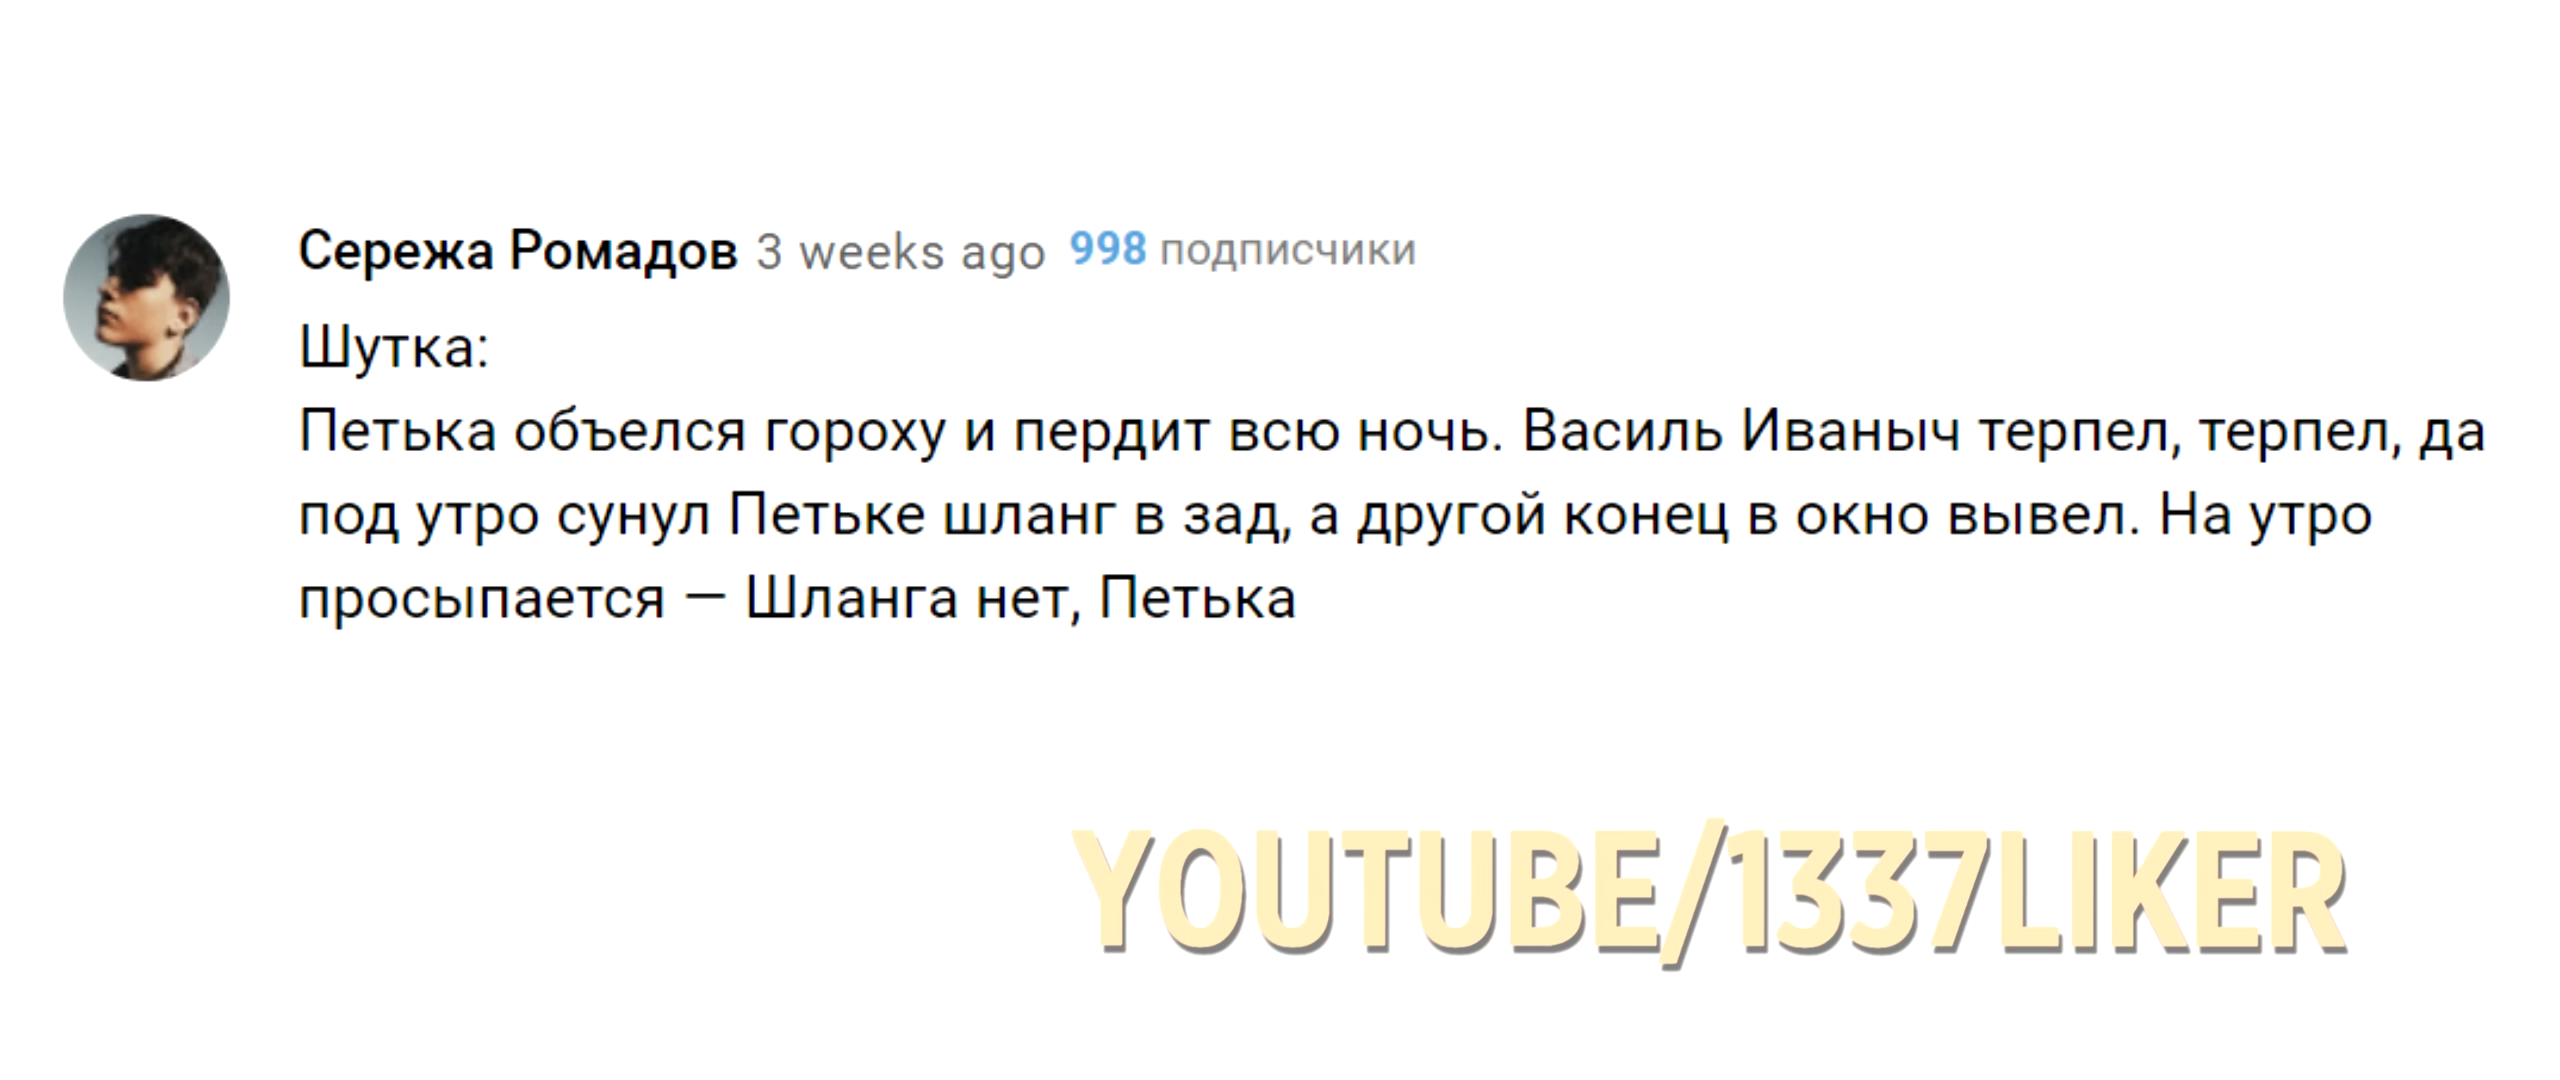 Сережа Ромадов 3 weeks ago 998 подписчики
Шутка:
Петька объелся гороху и пердит всю ночь. Василь Иваныч терпел, терпел, да
под утро сунул Петьке шланг в зад, а другой конец в окно вывел. На утро
просыпается — Шланга нет, Петька
YOUTUBE/1337LIKER